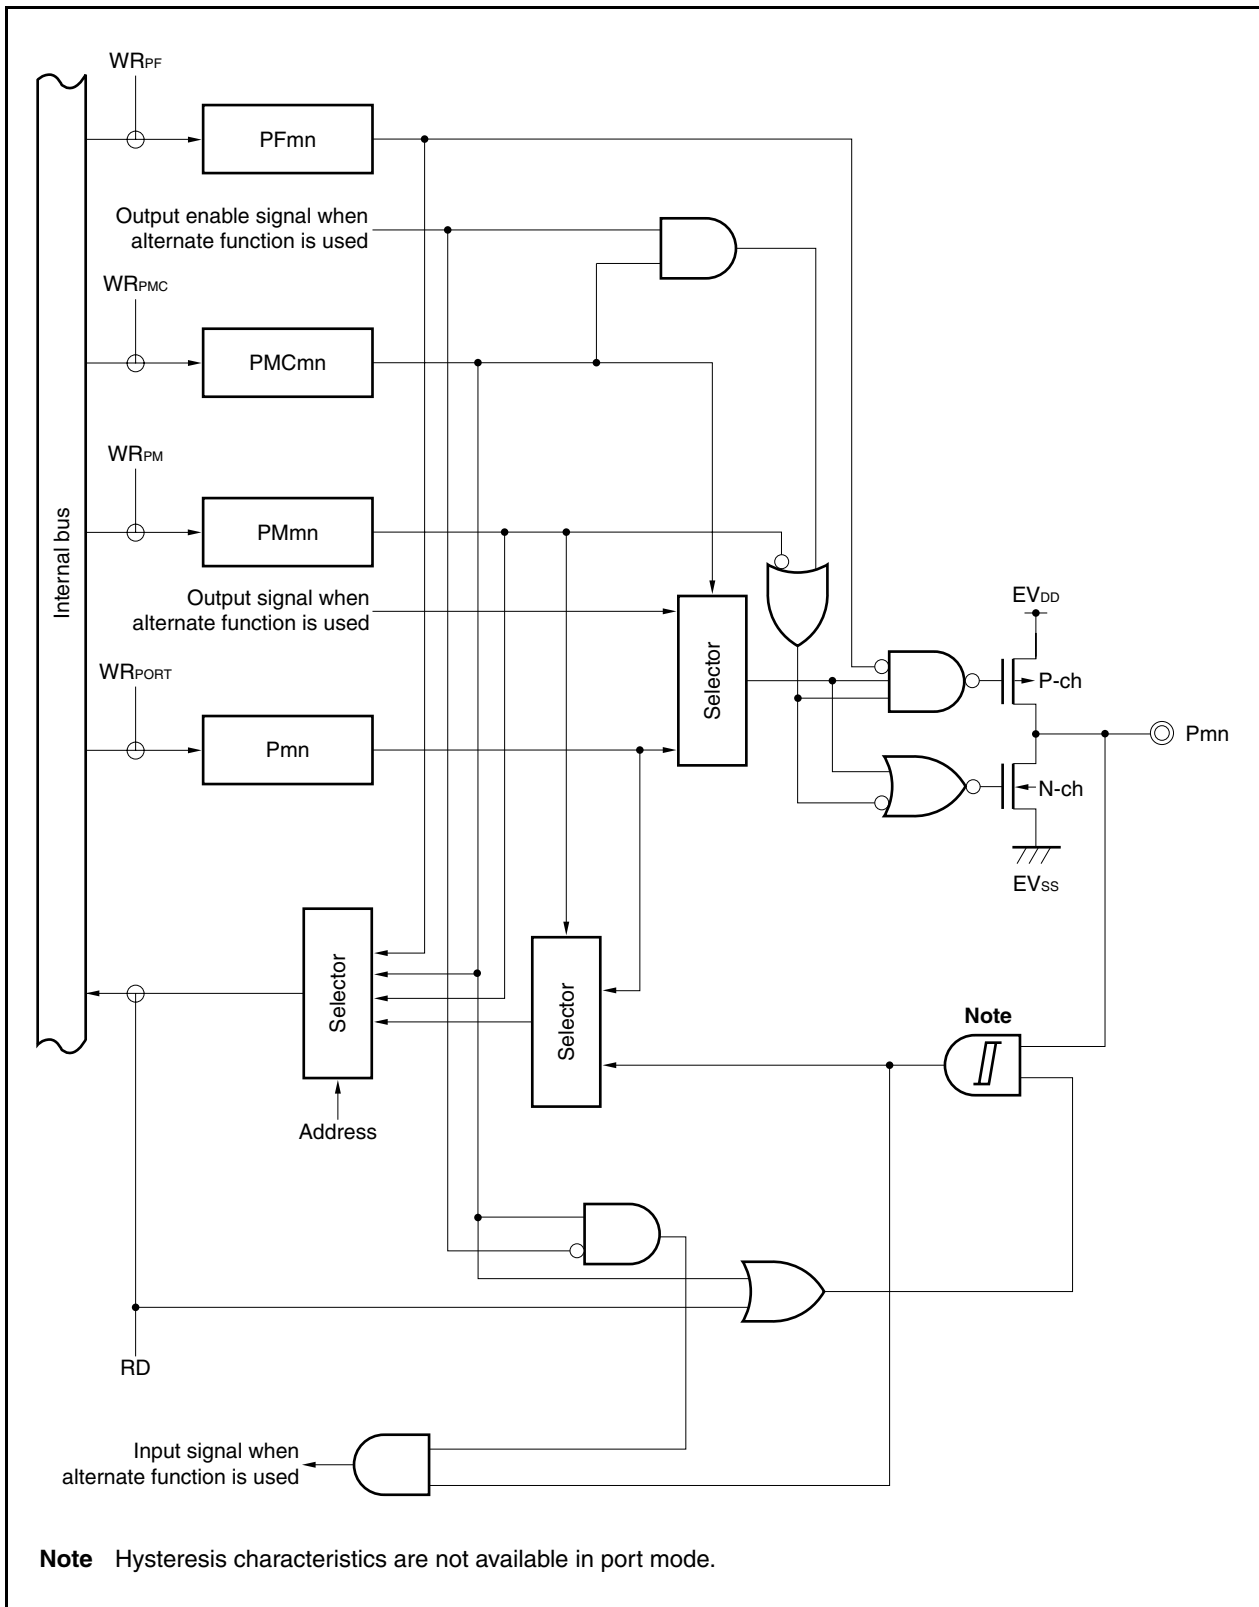 WRPF
PFmn
Output enable signal when
alternate function is used
WRPMC
PMCmn
WRPM
PMmn
Internal bus
Output signal when
alternate function is used
EVDD
WRPORT
Selector
P-ch
Pmn
Pmn
N-ch
EVSS
Selector
Selector
Note
Address
RD
Input signal when
alternate function is used
Note Hysteresis characteristics are not available in port mode.